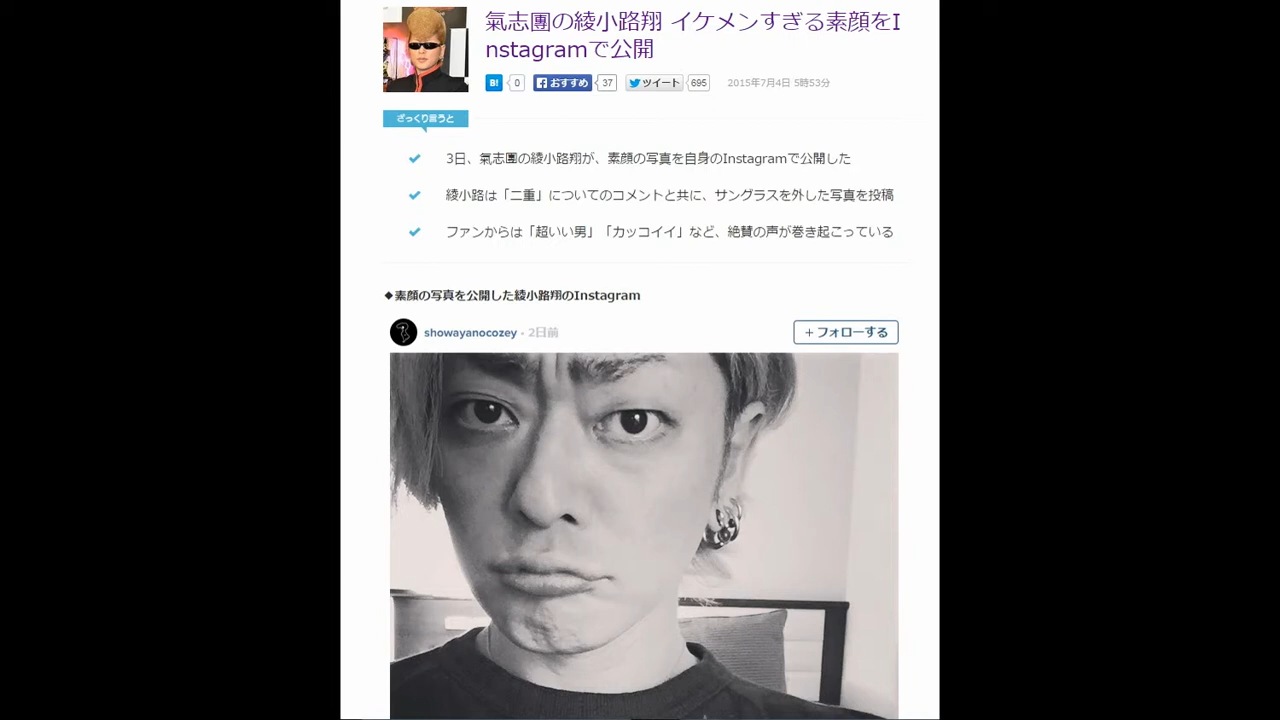 氣志團の綾小路翔 イケメンすぎる素顔をI
nstagramで公開
B! 0 おすすめ 37 ツイート 695 2015年7月4日 5時53分
ざっくり言うと
3日、氣志團の綾小路翔が、素顔の写真を自身のInstagramで公開した
綾小路は「二重」についてのコメントと共に、サングラスを外した写真を投稿
ファンからは「超いい男」「カッコイイ」など、絶賛の声が巻き起こっている
◆素顔の写真を公開した綾小路翔のInstagram
showayanocozey • 2日前
+ フォローする